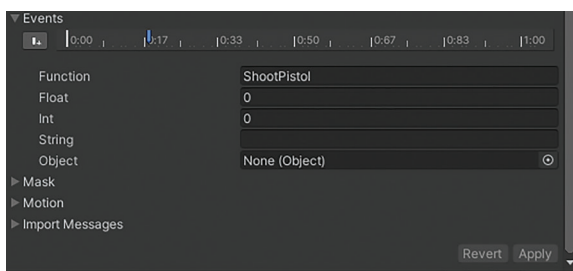 Events
0:00 0:17 0:33 0:50 0:67 0:83 1:00
Function ShootPistol
Float 0
Int 0
String
Object None (Object)
Mask
Motion
Import Messages
Revert Apply